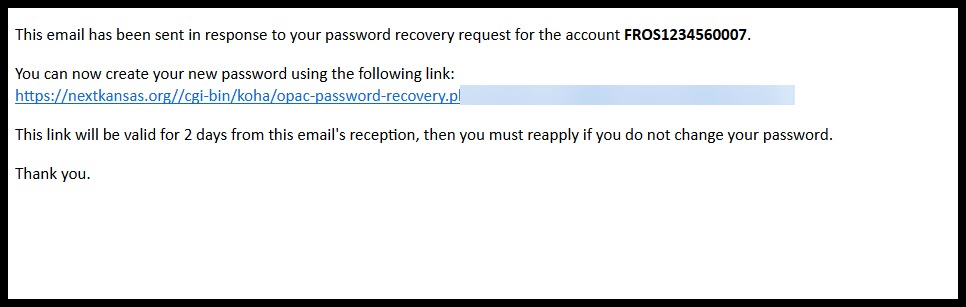 This email has been sent in response to your password recovery request for the account FROS1234560007.
You can now create your new password using the following link:
https://nextkansas.org//cgi-bin/koha/opac-password-recovery.pl
This link will be valid for 2 days from this email's reception, then you must reapply if you do not change your password.
Thank you.